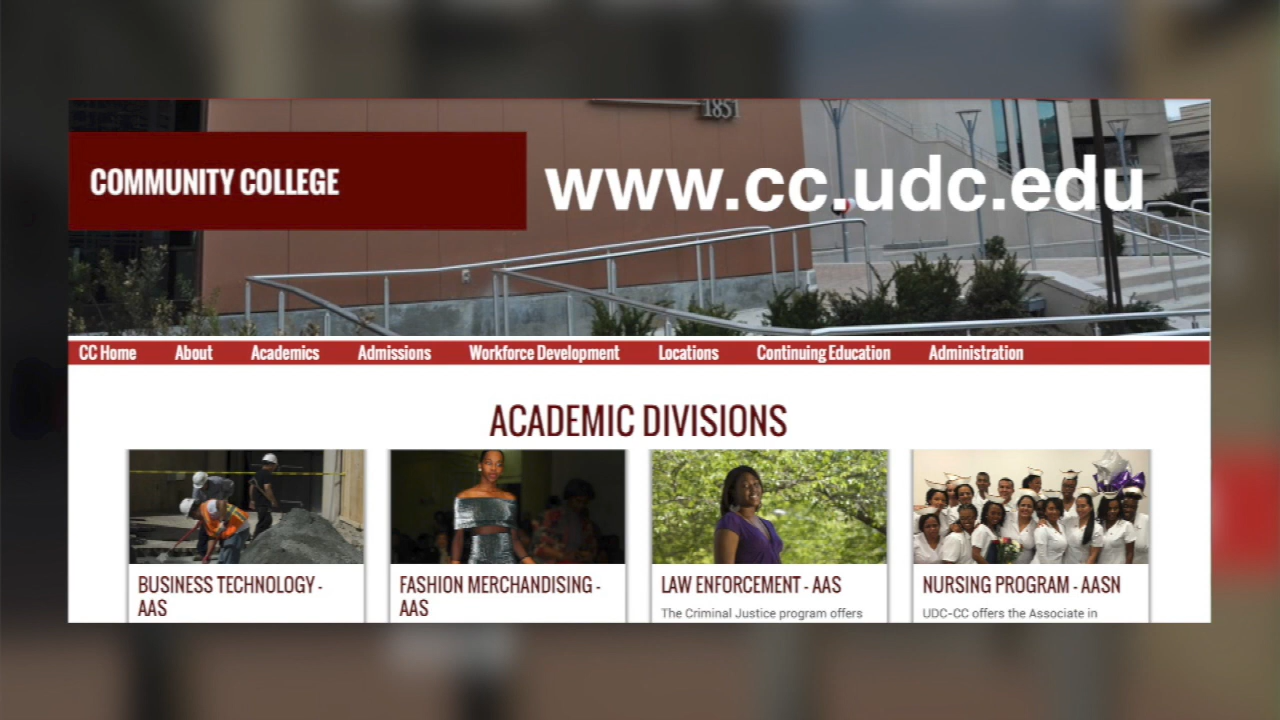 1851
COMMUNITY COLLEGE
www.cc.udc.edu
CC Home About Academics Admissions Workforce Development Locations Continuing Education Administration
ACADEMIC DIVISIONS
BUSINESS TECHNOLOGY -
AAS
FASHION MERCHANDISING -
AAS
LAW ENFORCEMENT - AAS
The Criminal Justice program offers
NURSING PROGRAM - AASN
UDC-CC offers the Associate in